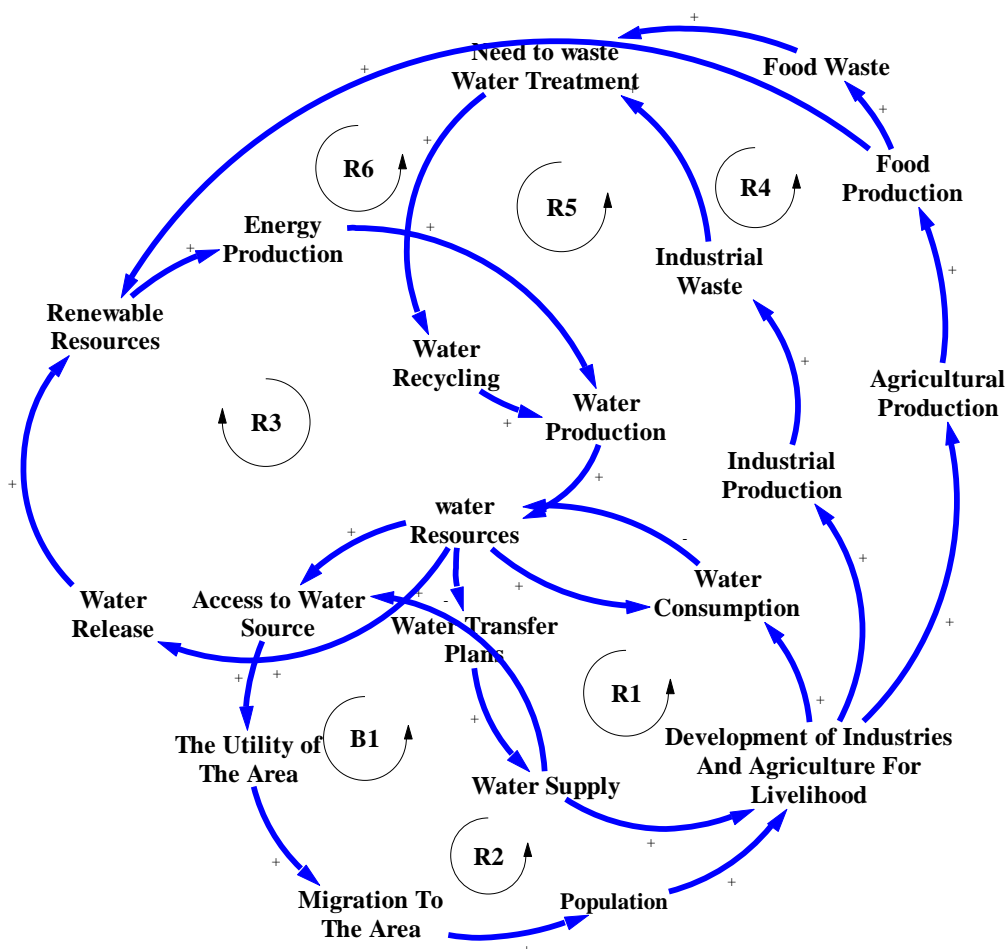 Need to waste
Water Treatment
Food Waste
Food
Production
R6
R5
R4
Energy
Production
Industrial
Waste
Renewable
Resources
Water
Recycling
Water
Production
Agricultural
Production
R3
Industrial
Production
water
Resources
Water
Release
Access to Water
Source
Water Transfer
Plans
Water
Consumption
R1
B1
The Utility of
The Area
Water Supply
Development of Industries
And Agriculture For
Livelihood
R2
Migration To
The Area
Population